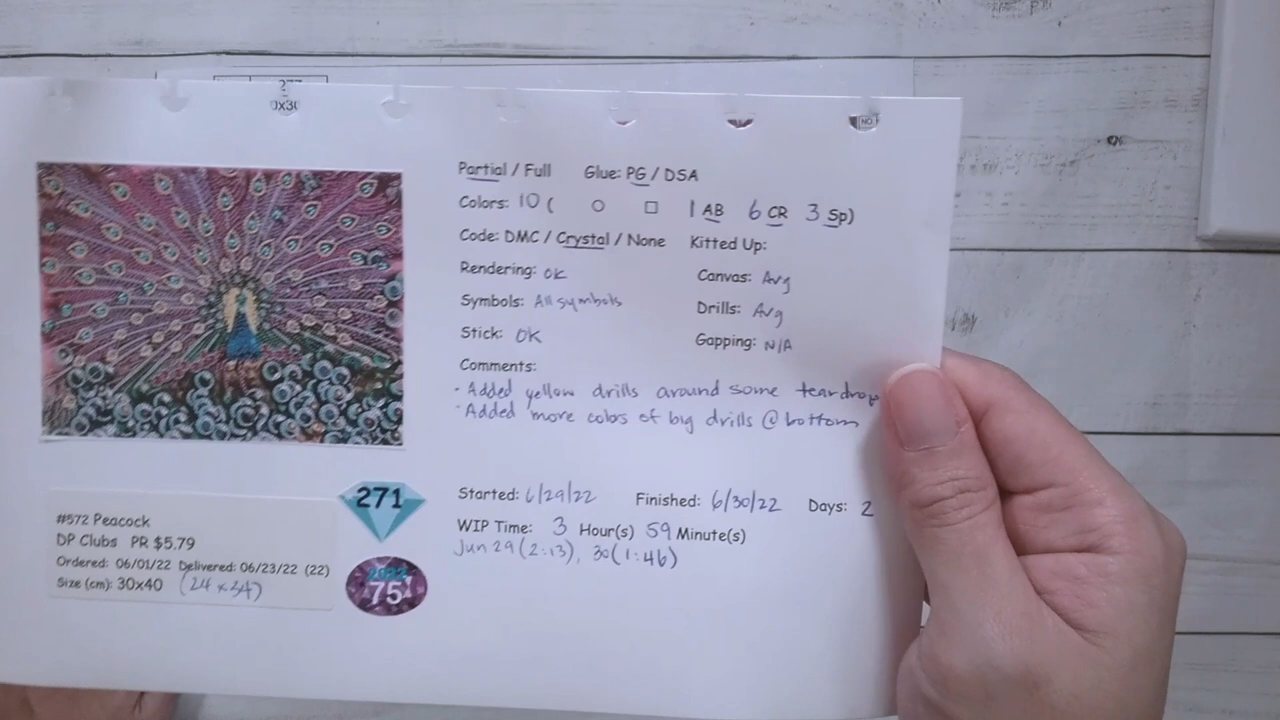 0x30
NO.
Partial / Full Glue: PG / DSA
Colors: 10 ( ○ □ 1 AB 6 CR 3 Sp)
Code: DMC / Crystal / None Kitted Up:
Rendering: OK Canvas: Avg
Symbols: All symbols Drills: Avg
Stick: OK Gapping: N/A
Comments:
· Added yellow drills around some teardrop
· Added more colors of big drills @ bottom
Started: 6/29/22 Finished: 6/30/22 Days: 2
WIP Time: 3 Hour(s) 59 Minute(s)
Jun 29 (2:13), 30 (1:46)
271
#572 Peacock
DP Clubs PR $5.79
Ordered: 06/01/22 Delivered: 06/23/22 (22)
Size (cm): 30x40 (24 x 34)
2022
75